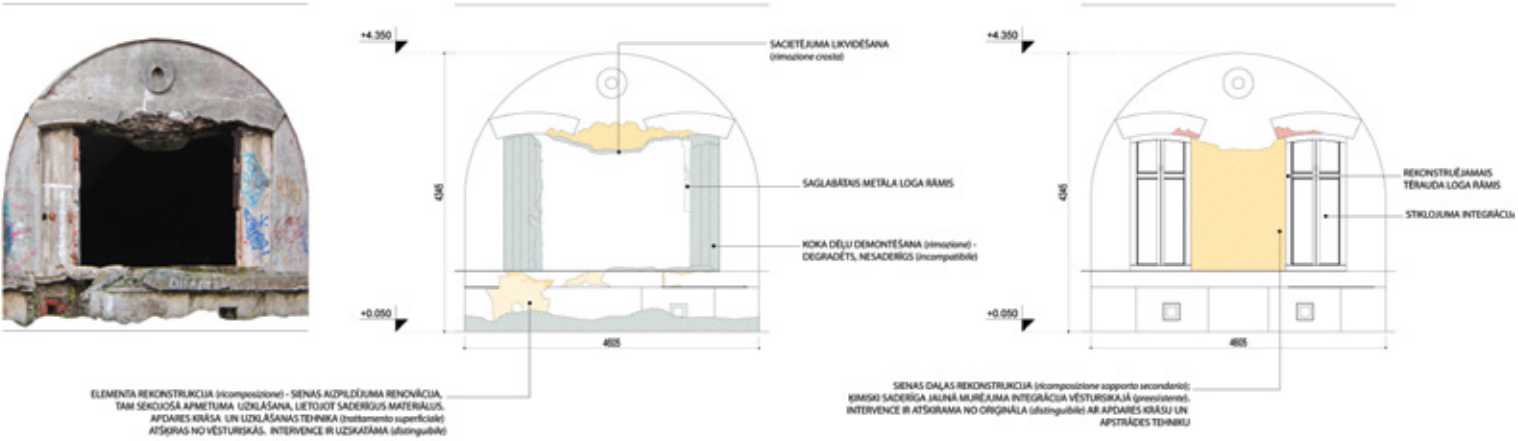 +4.350
SACIETĒJUMA LIKVIDĒŠANA
(rimozione crosta)
4345
SAGLABĀTAIS METĀLA LOGA RĀMIS
KOKA DĒĻU DEMONTĒŠANA (rimozione) -
DEGRADĒTS, NESADERĪGS (incompatibile)
+0.050
4605
ELEMENTA REKONSTRUKCIJA (ricomposizione) - SIENAS AIZPILDĪJUMA RENOVĀCIJA,
TAM SEKOJOŠĀ APMETUMA UZKLĀŠANA, LIETOJOT SADERĪGUS MATERIĀLUS.
APDARES KRĀSA UN UZKLĀŠANAS TEHNIKA (trattamento superficiale)
ATŠĶIRAS NO VĒSTURISKĀS. INTERVENCE IR UZSKATĀMA (distinguibile)
+4.350
4345
REKONSTRUĒJAMAIS
TĒRAUDA LOGA RĀMIS
STIKLOJUMA INTEGRĀCIJA
+0.050
4605
SIENAS DAĻAS REKONSTRUKCIJA (ricomposizione supporto secondario);
ĶĪMISKI SADERĪGA JAUNĀ MŪRĒJUMA INTEGRĀCIJA VĒSTURSIKAJĀ (preesistente).
INTERVENCE IR ATŠĶIRAMA NO ORIĢINĀLA (distinguibile) AR APDARES KRĀSU UN
APSTRĀDES TEHNIKU